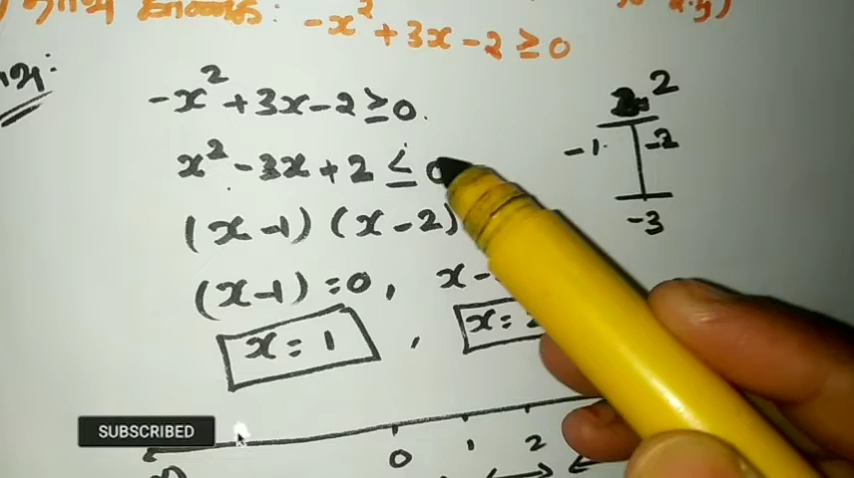 -x² + 3x - 2 ≥ 0
-x² + 3x - 2 ≥ 0.
x² - 3x + 2 ≤ 0
(x - 1) (x - 2)
(x - 1) = 0, x -
x = 1 , x =
2
-1. -2
-3
SUBSCRIBED
0 1 2